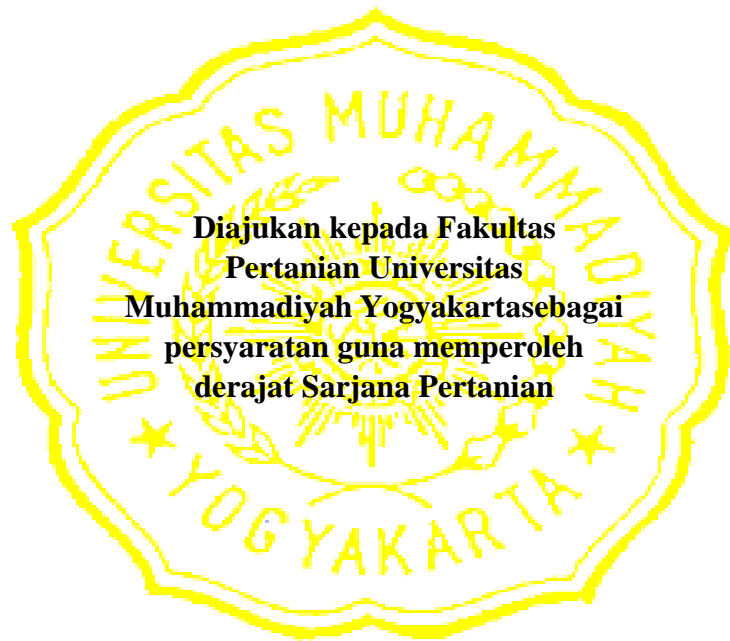 UNIVERSITAS MUHAMMADIYAH
Diajukan kepada Fakultas
Pertanian Universitas
Muhammadiyah Yogyakartasebagai
persyaratan guna memperoleh
derajat Sarjana Pertanian
YOGYAKARTA